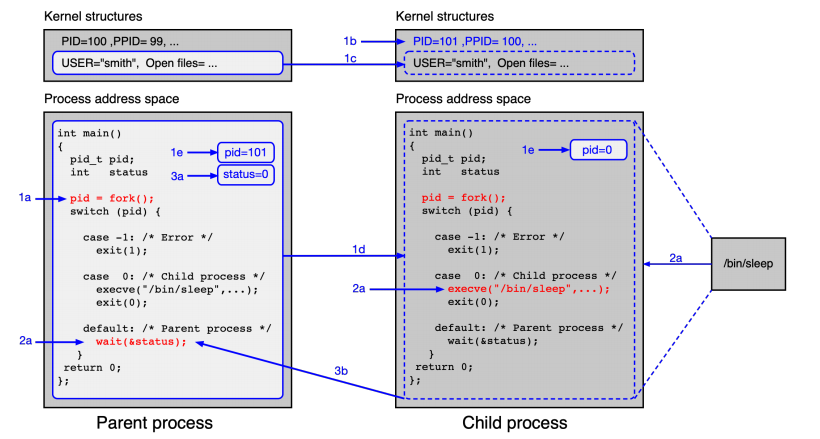 Kernel structures
PID=100 ,PPID= 99, ...
USER="smith", Open files= ...
1b
1c
Kernel structures
PID=101 ,PPID= 100, ...
USER="smith", Open files= ...
Process address space
int main()
{
pid_t pid;
int status
pid = fork();
switch (pid) {
case -1: /* Error */
exit(1);
case 0: /* Child process */
execve("/bin/sleep",...);
exit(0);
default: /* Parent process */
wait(&status);
}
return 0;
};
1e
pid=101
3a
status=0
1a
2a
Parent process
1d
2a
3b
Process address space
int main()
{
pid_t pid;
int status
pid = fork();
switch (pid) {
case -1: /* Error */
exit(1);
case 0: /* Child process */
execve("/bin/sleep",...);
exit(0);
default: /* Parent process */
wait(&status);
}
return 0;
};
1e
pid=0
Child process
2a
/bin/sleep